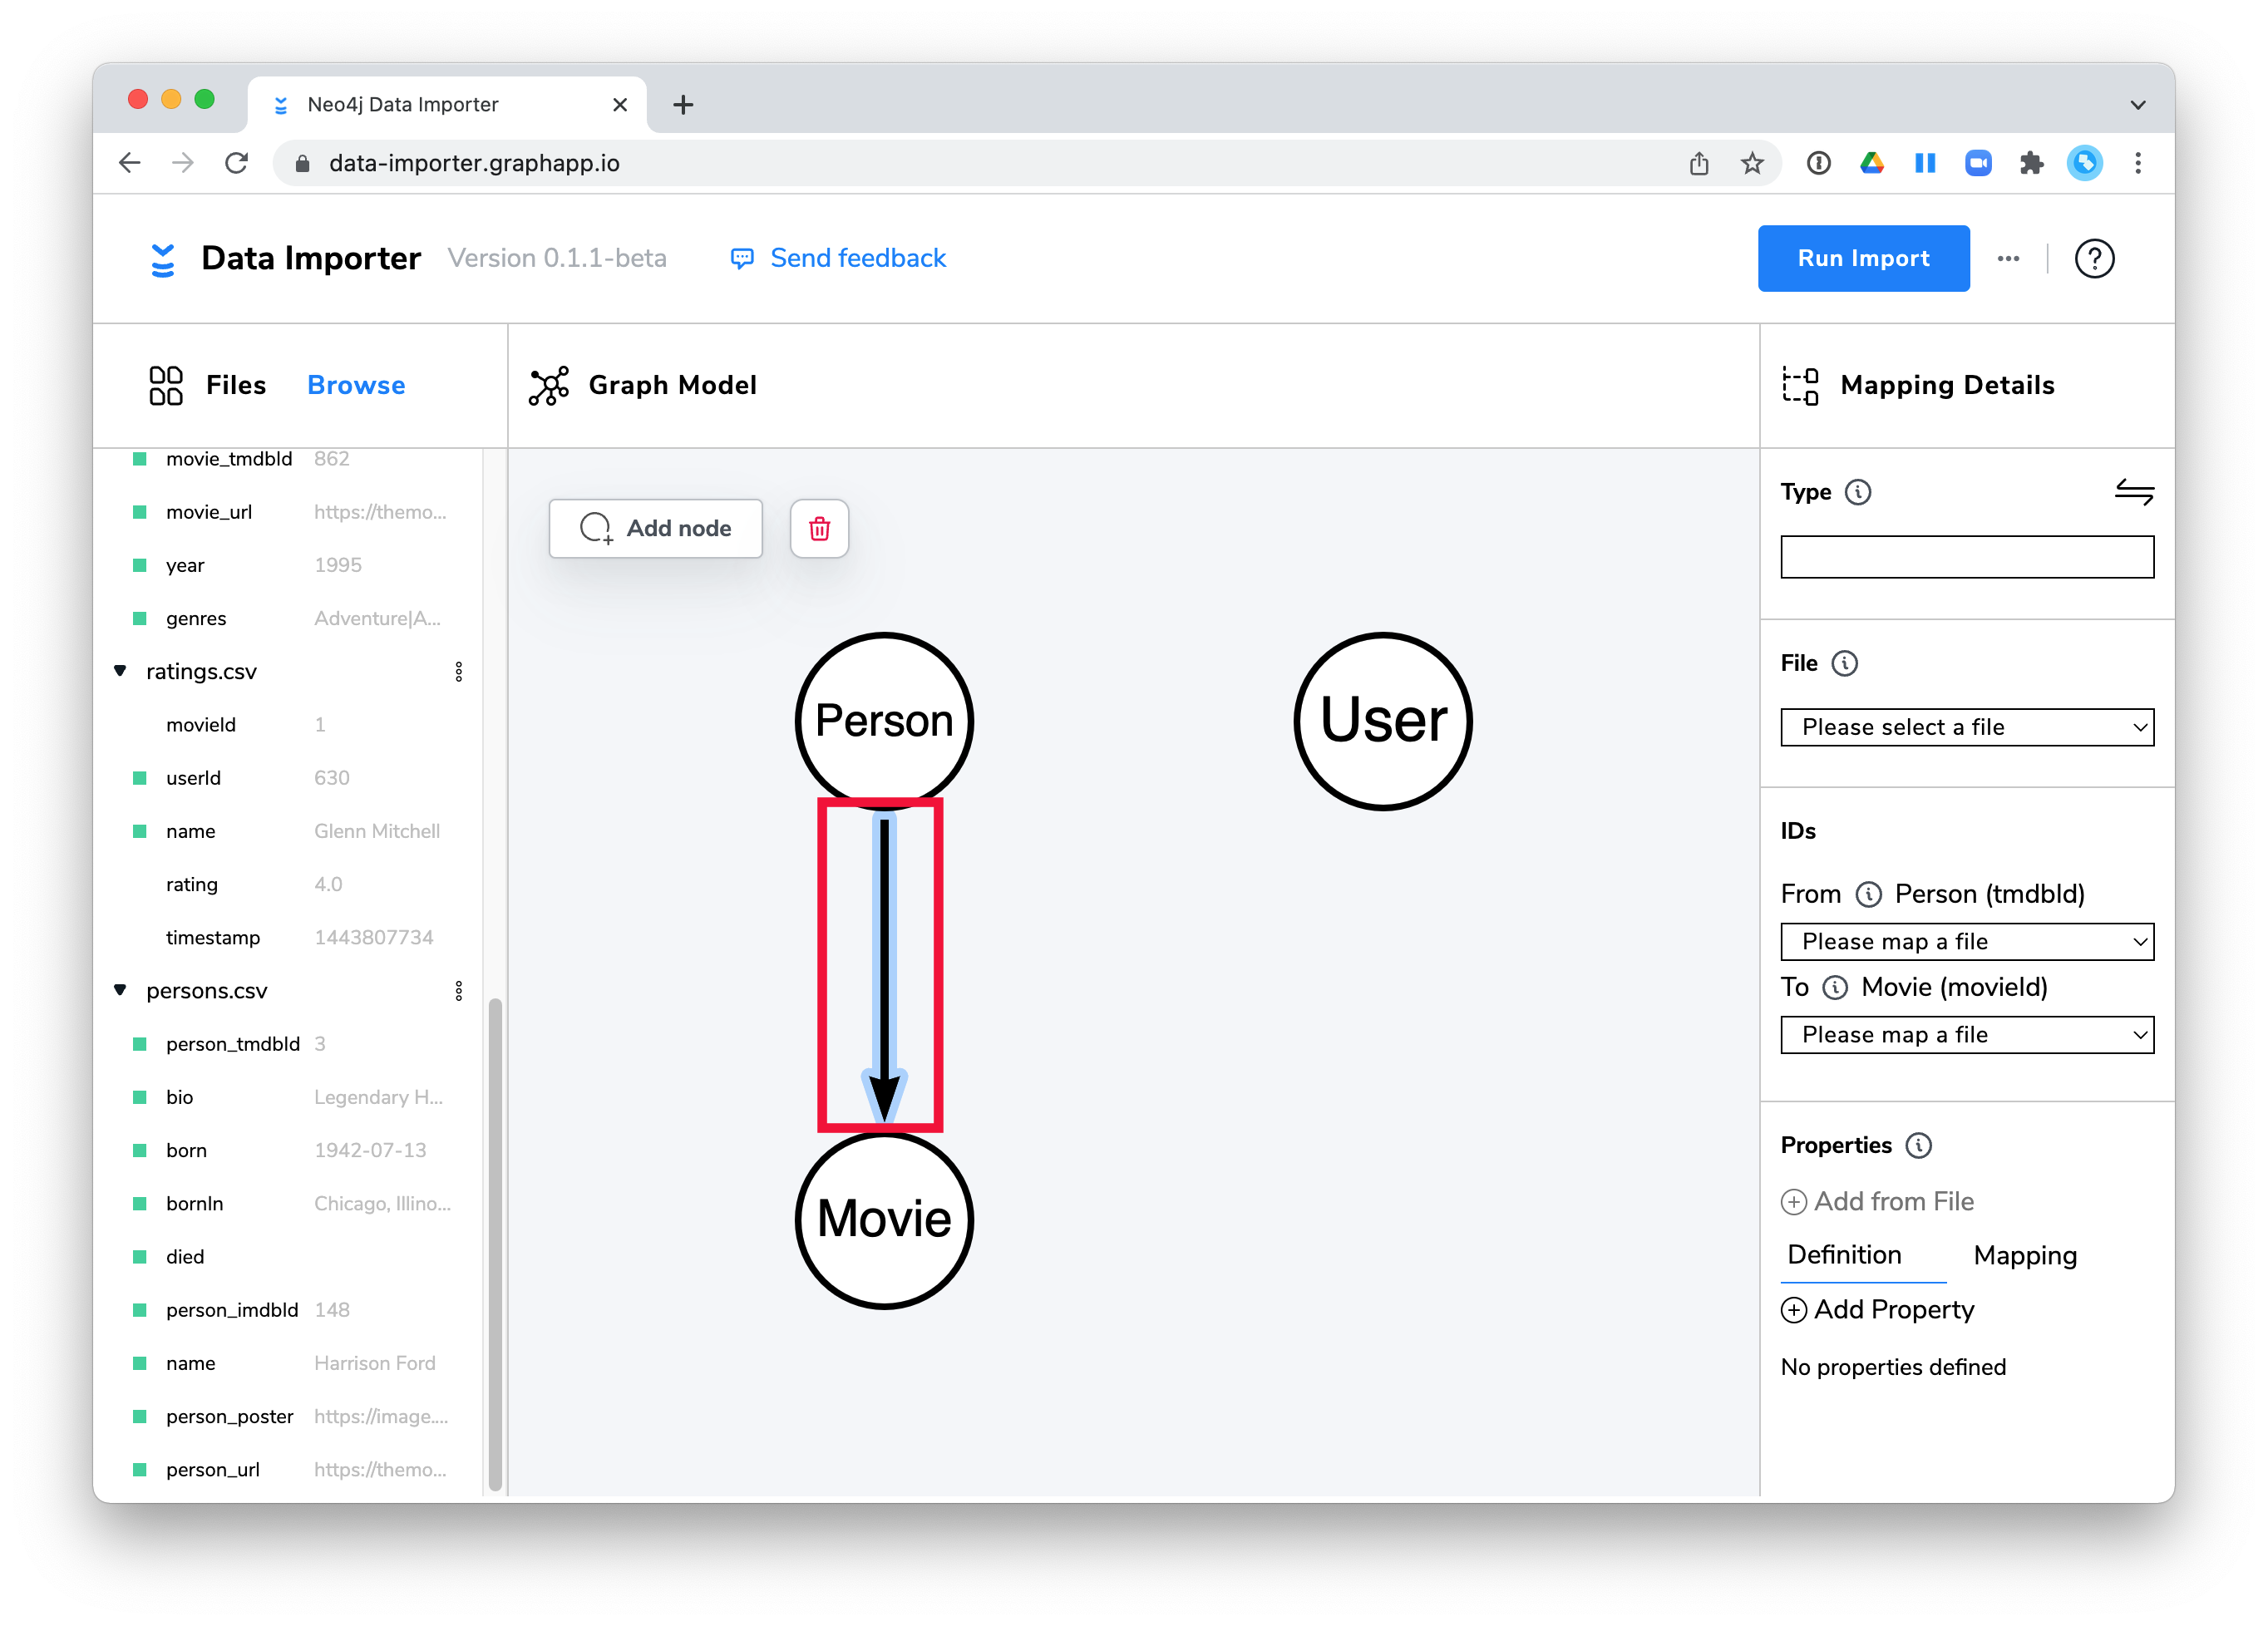 Neo4j Data Importer
data-importer.graphapp.io
Data Importer Version 0.1.1-beta Send feedback Run Import
Files Browse
Graph Model
Mapping Details
movie_tmdbId 862
movie_url https://themo...
year 1995
genres Adventure|A...
ratings.csv
movieId 1
userId 630
name Glenn Mitchell
rating 4.0
timestamp 1443807734
persons.csv
person_tmdbId 3
bio Legendary H...
born 1942-07-13
bornIn Chicago, Illino...
died
person_imdbId 148
name Harrison Ford
person_poster https://image....
person_url https://themo...
Add node
Person
User
Movie
Type
File
Please select a file
IDs
From Person (tmdbId)
Please map a file
To Movie (movieId)
Please map a file
Properties
Add from File
Definition Mapping
Add Property
No properties defined